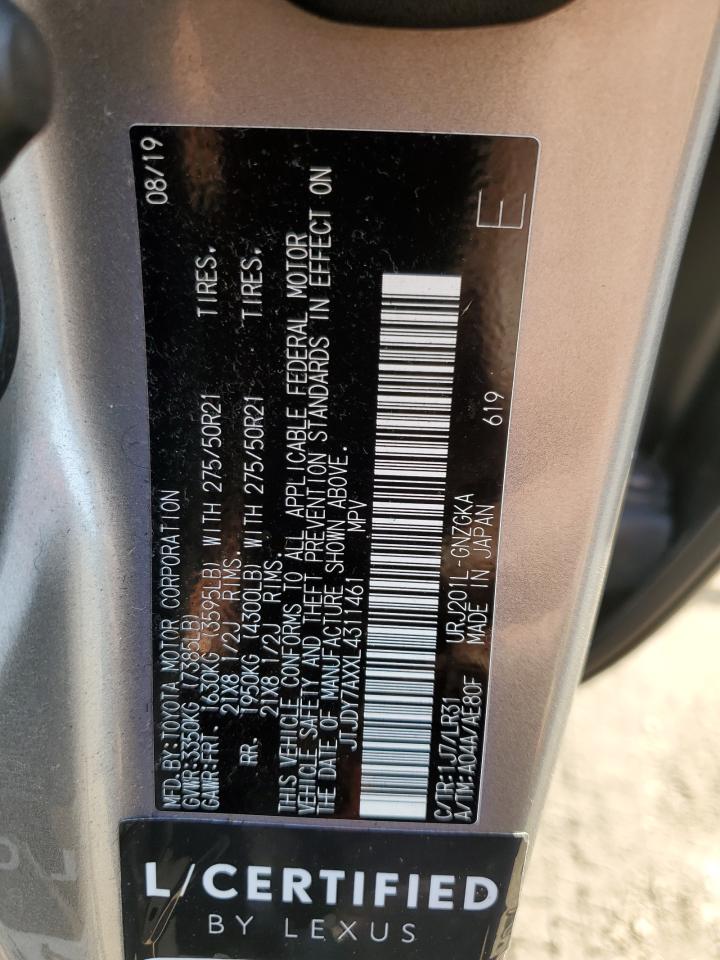 MFD.BY:TOYOTA MOTOR CORPORATION 08/19
GVWR:3350KG (7385LB)
GAWR:FRT. 1630KG (3595LB) WITH 275/50R21 TIRES.
21X8 1/2J RIMS.
RR. 1950KG (4300LB) WITH 275/50R21 TIRES.
21X8 1/2J RIMS.
THIS VEHICLE CONFORMS TO ALL APPLICABLE FEDERAL MOTOR
VEHICLE SAFETY AND THEFT PREVENTION STANDARDS IN EFFECT ON
THE DATE OF MANUFACTURE SHOWN ABOVE.
JTJDY7AXXL4311461 MPV
C/TR:1J7/LR31 URJ201L-GNZGKA
A/TM:A04A/AE80F MADE IN JAPAN
619
E
L/CERTIFIED
BY LEXUS